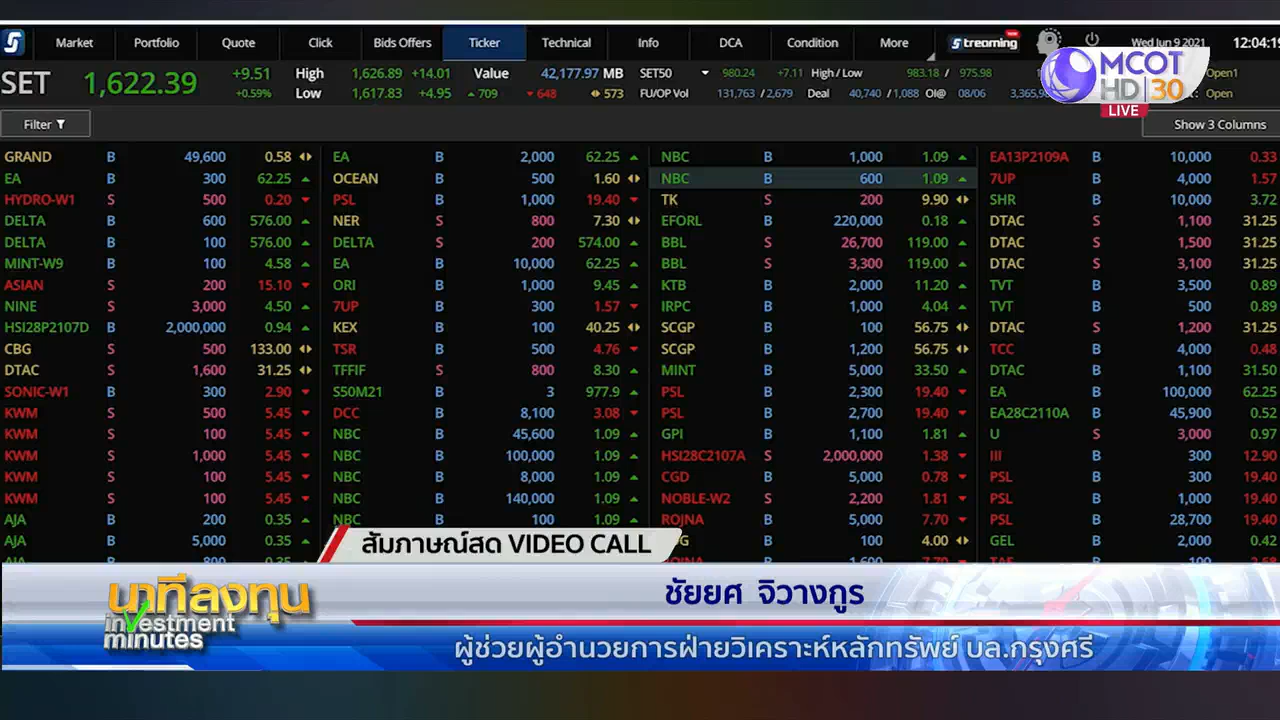 Market Portfolio Quote Click Bids Offers Ticker Technical Info DCA Condition More Streaming Wed Jun 9 2021 12:04:19
SET 1,622.39 +9.51 High 1,626.89 +14.01 Value 42,177.97 MB SET50 980.24 +7.11 High / Low 983.18 / 975.98 Open1
+0.59% Low 1,617.83 +4.95 709 648 573 FU/OP Vol 131,763 / 2,679 Deal 40,740 / 1,088 OI@ 08/06 Open
MCOT
HD 30
LIVE
Filter Show 3 Columns
GRAND B 49,600 0.58 EA B 2,000 62.25 NBC B 1,000 1.09 EA13P2109A B 10,000 0.33
EA B 300 62.25 OCEAN B 500 1.60 NBC B 600 1.09 7UP B 4,000 1.57
HYDRO-W1 S 500 0.20 PSL B 1,000 19.40 TK S 200 9.90 SHR B 10,000 3.72
DELTA B 600 576.00 NER S 800 7.30 EFORL B 220,000 0.18 DTAC S 1,100 31.25
DELTA B 100 576.00 DELTA S 200 574.00 BBL S 26,700 119.00 DTAC S 1,500 31.25
MINT-W9 B 100 4.58 EA B 10,000 62.25 BBL S 3,300 119.00 DTAC S 3,100 31.25
ASIAN S 200 15.10 ORI B 1,000 9.45 KTB B 2,000 11.20 TVT B 3,500 0.89
NINE S 3,000 4.50 7UP B 300 1.57 IRPC B 1,000 4.04 TVT B 500 0.89
HSI28P2107D B 2,000,000 0.94 KEX B 100 40.25 SCGP B 100 56.75 DTAC S 1,200 31.25
CBG S 500 133.00 TSR B 500 4.76 SCGP B 1,200 56.75 TCC B 4,000 0.48
DTAC S 1,600 31.25 TFFIF S 800 8.30 MINT B 5,000 33.50 DTAC B 1,100 31.50
SONIC-W1 B 300 2.90 S50M21 B 3 977.9 PSL B 2,300 19.40 EA B 100,000 62.25
KWM S 500 5.45 DCC B 8,100 3.08 PSL B 2,700 19.40 EA28C2110A B 45,900 0.52
KWM S 100 5.45 NBC B 45,600 1.09 GPI B 1,100 1.81 U S 3,000 0.97
KWM S 1,000 5.45 NBC B 100,000 1.09 HSI28C2107A S 2,000,000 1.38 III B 300 12.90
KWM S 100 5.45 NBC B 8,000 1.09 CGD B 5,000 0.78 PSL B 300 19.40
KWM S 100 5.45 NBC B 140,000 1.09 NOBLE-W2 S 2,200 1.81 PSL B 1,000 19.40
AJA B 200 0.35 NBC B 100 1.09 ROJNA B 5,000 7.70 PSL B 28,700 19.40
AJA B 5,000 0.35 B 100 4.00 GEL B 2,000 0.42
สัมภาษณ์สด VIDEO CALL
นาทีลงทุน
investment
minutes
ชัยยศ จิวางกูร
ผู้ช่วยผู้อำนวยการฝ่ายวิเคราะห์หลักทรัพย์ บล.กรุงศรี